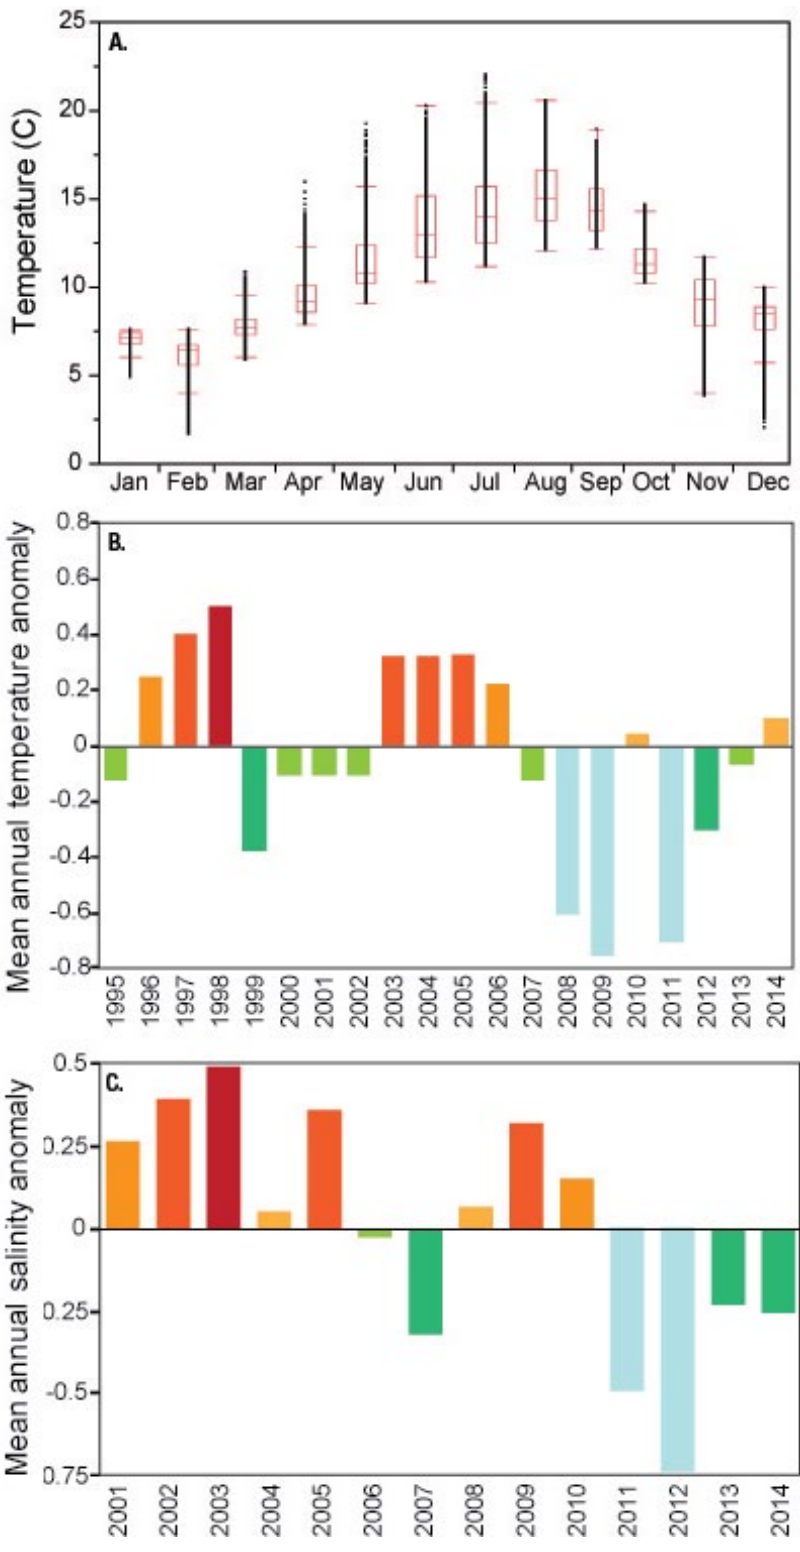 A.
Temperature (C)
25
20
15
10
5
0
Jan Feb Mar Apr May Jun Jul Aug Sep Oct Nov Dec
B.
Mean annual temperature anomaly
0.8
0.6
0.4
0.2
0
-0.2
-0.4
-0.6
-0.8
1995 1996 1997 1998 1999 2000 2001 2002 2003 2004 2005 2006 2007 2008 2009 2010 2011 2012 2013 2014
C.
Mean annual salinity anomaly
0.5
0.25
0
0.25
-0.5
0.75
2001 2002 2003 2004 2005 2006 2007 2008 2009 2010 2011 2012 2013 2014